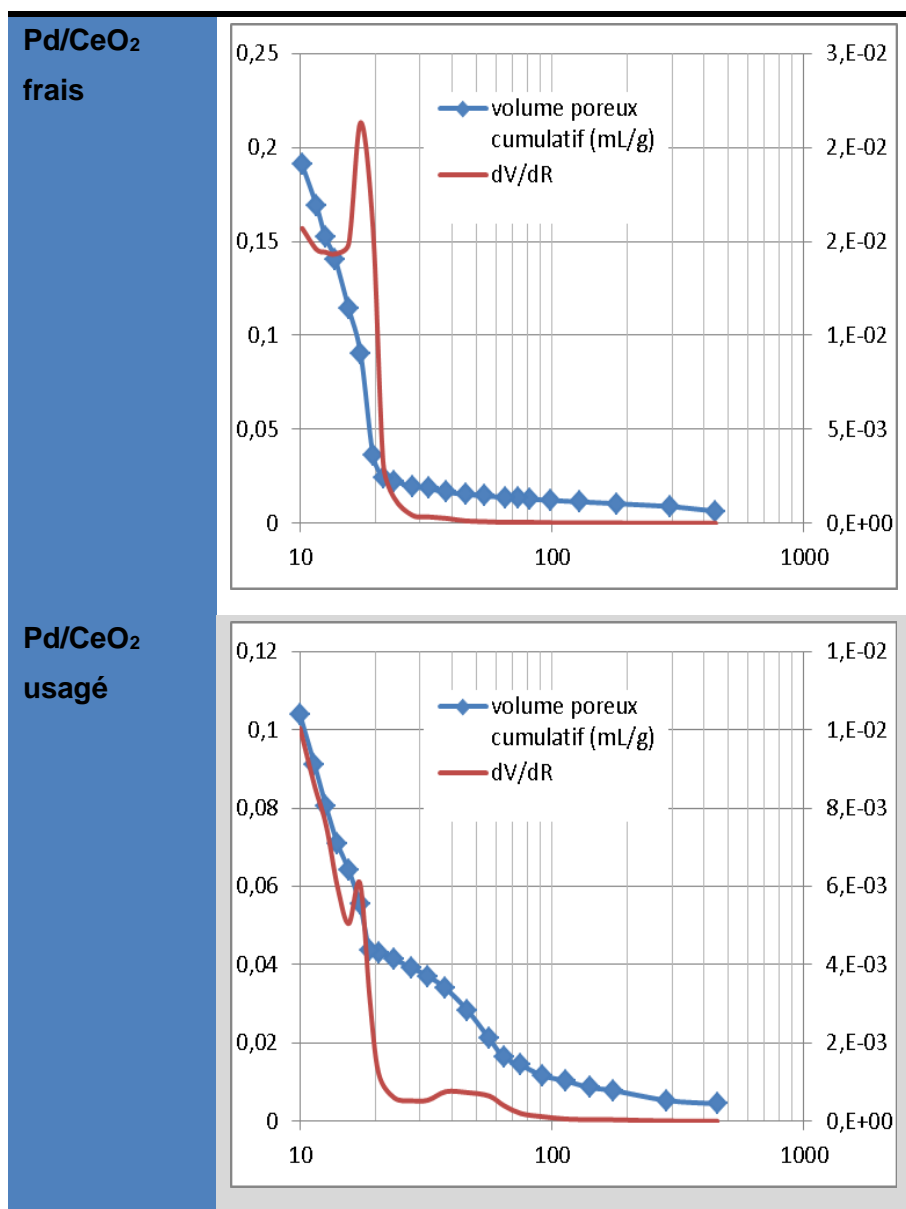 Pd/CeO₂
frais
0,25
0,2
0,15
0,1
0,05
0
3,E-02
2,E-02
2,E-02
1,E-02
5,E-03
0,E+00
volume poreux
cumulatif (mL/g)
dV/dR
10
100
1000
Pd/CeO₂
usagé
0,12
0,1
0,08
0,06
0,04
0,02
0
1,E-02
1,E-02
8,E-03
6,E-03
4,E-03
2,E-03
0,E+00
volume poreux
cumulatif (mL/g)
dV/dR
10
100
1000